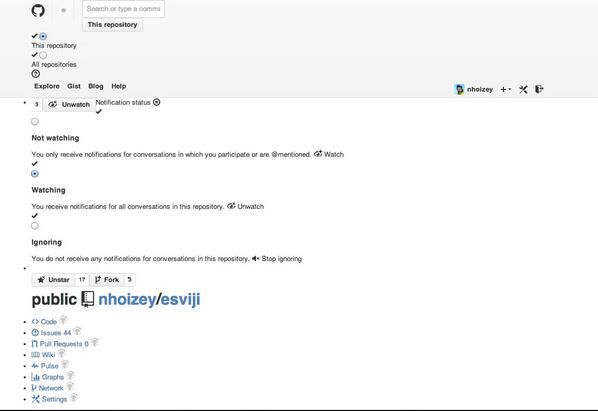 Search or type a comma
This repository
This repository
All repositories
Explore Gist Blog Help
nhoizey
3 Unwatch Notification status
Not watching
You only receive notifications for conversations in which you participate or are @mentioned. Watch
Watching
You receive notifications for all conversations in this repository. Unwatch
Ignoring
You do not receive any notifications for conversations in this repository. Stop ignoring
Unstar 17 Fork 5
public nhoizey/esviji
Code
Issues 44
Pull Requests 0
Wiki
Pulse
Graphs
Network
Settings